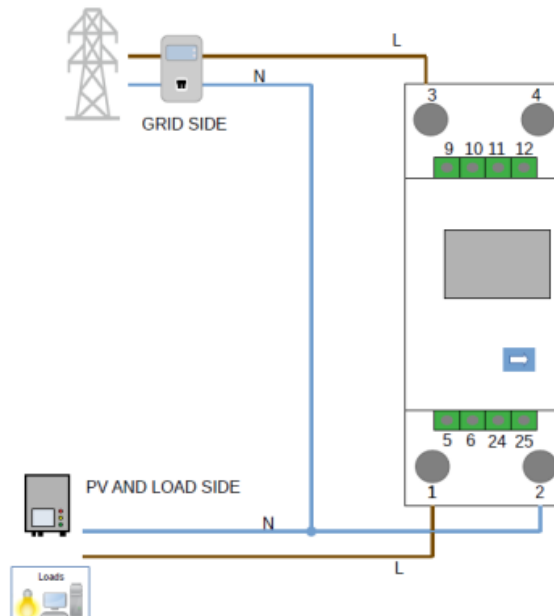 L
N
GRID SIDE
3 4
9 10 11 12
5 6 24 25
1 2
PV AND LOAD SIDE
N
L
Loads